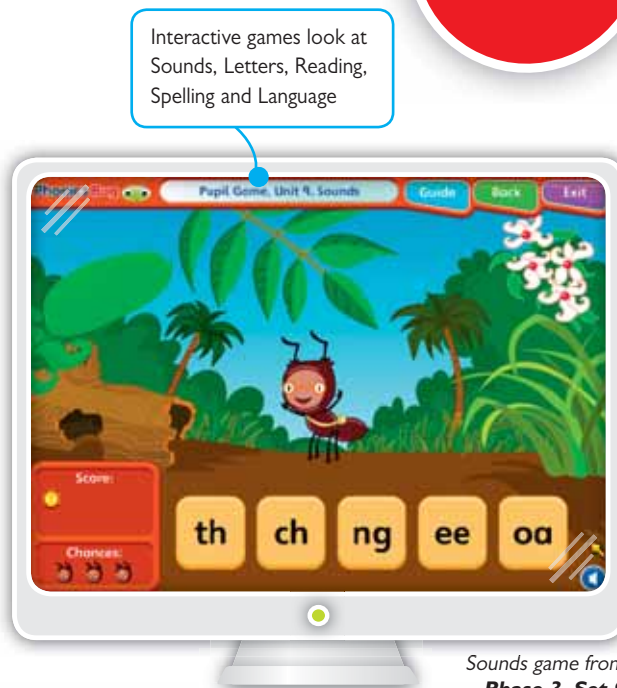 Interactive games look at
Sounds, Letters, Reading,
Spelling and Language
Pupil Game, Unit 9, Sounds
Guide
Back
Exit
Score:
th ch ng ee oa
Chances:
Sounds game from
Phase 3, Set